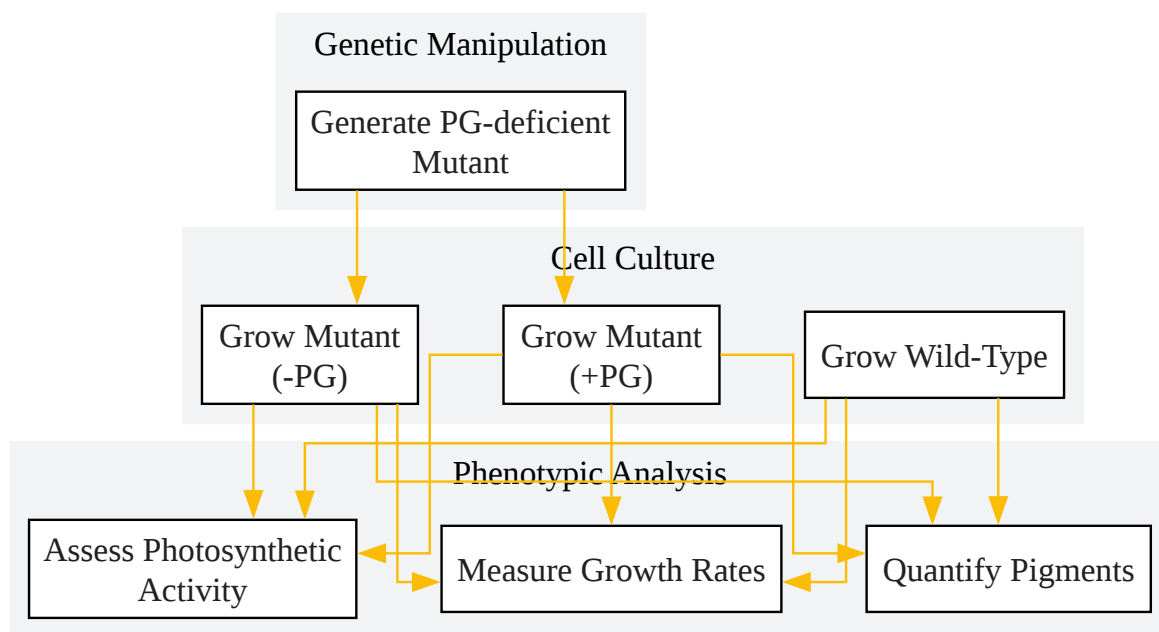 Genetic Manipulation
Generate PG-deficient
Mutant
Cell Culture
Grow Mutant
(-PG)
Grow Mutant
(+PG)
Grow Wild-Type
Phenotypic Analysis
Assess Photosynthetic
Activity
Measure Growth Rates
Quantify Pigments